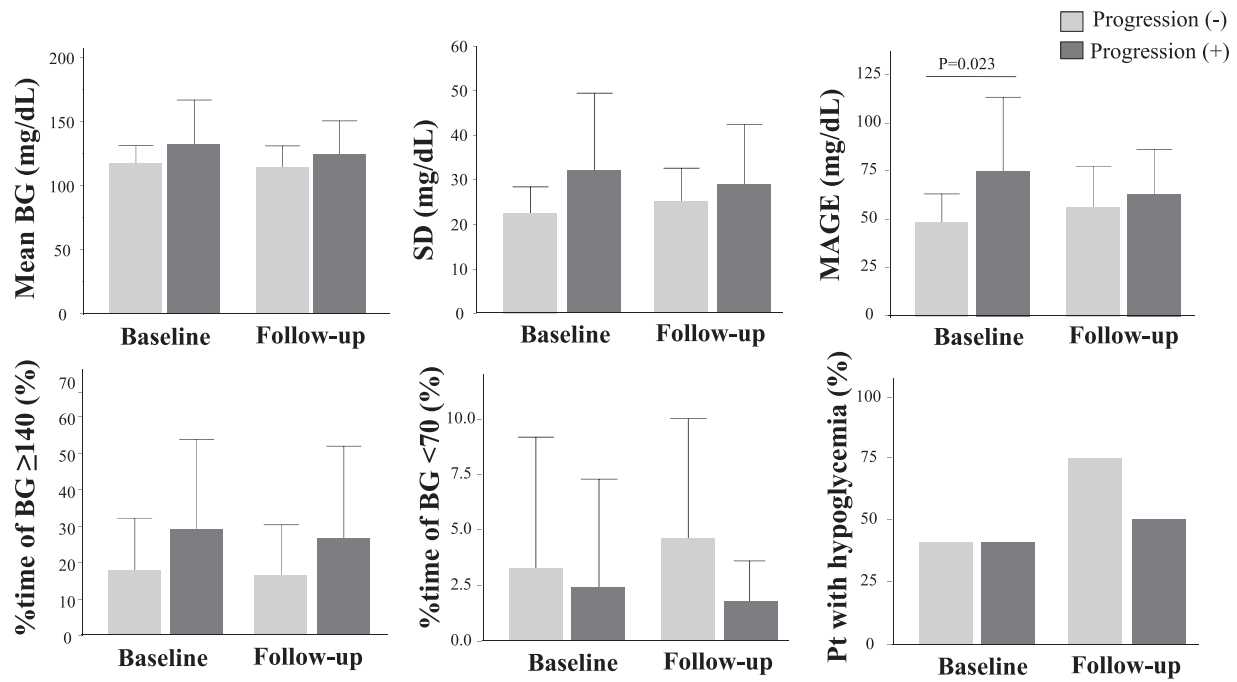 Progression (-)
Progression (+)
Mean BG (mg/dL)
200
150
100
50
0
Baseline Follow-up
SD (mg/dL)
60
50
40
30
20
10
0
Baseline Follow-up
MAGE (mg/dL)
125
100
75
50
25
0
P=0.023
Baseline Follow-up
%time of BG ≥140 (%)
70
60
50
40
30
20
10
0
Baseline Follow-up
%time of BG <70 (%)
10.0
7.5
5.0
2.5
0.0
Baseline Follow-up
Pt with hypoglycemia (%)
100
75
50
25
0
Baseline Follow-up